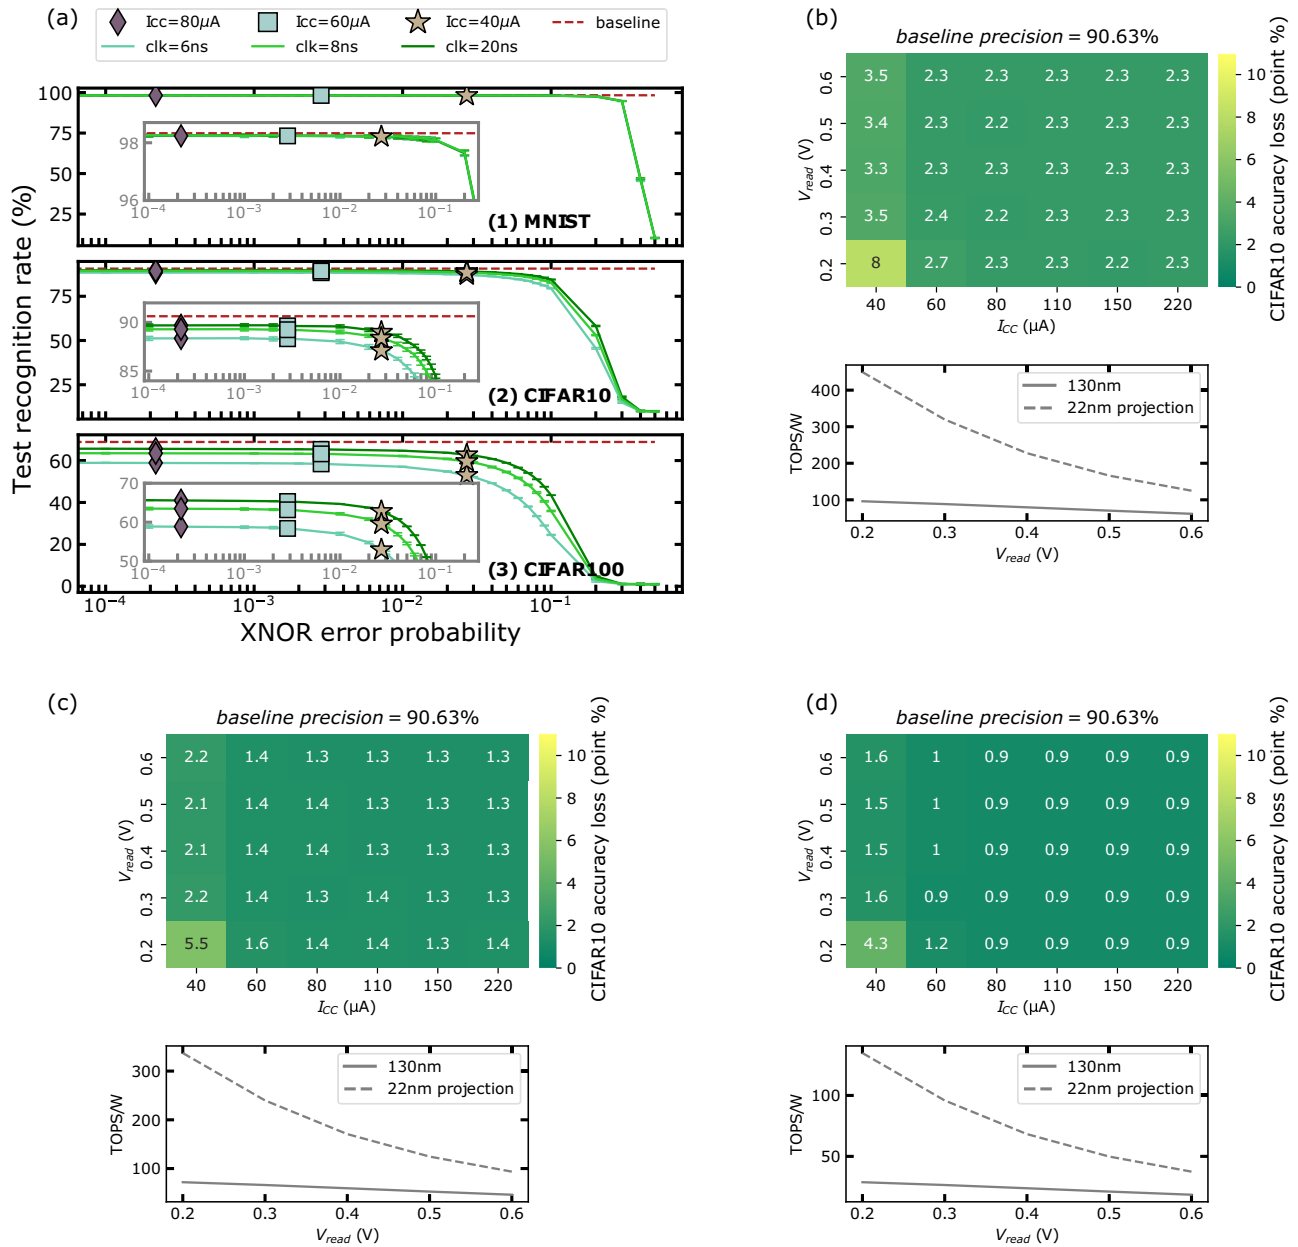 (a)
Icc=80μA
Icc=60μA
Icc=40μA
baseline
clk=6ns
clk=8ns
clk=20ns
Test recognition rate (%)
100
75
50
25
98
96
10⁻⁴ 10⁻³ 10⁻² 10⁻¹
(1) MNIST
75
50
25
90
85
10⁻⁴ 10⁻³ 10⁻² 10⁻¹
(2) CIFAR10
60
40
20
0
70
60
50
10⁻⁴ 10⁻³ 10⁻² 10⁻¹
(3) CIFAR100
10⁻⁴ 10⁻³ 10⁻² 10⁻¹
XNOR error probability
(b)
baseline precision = 90.63%
V_read (V)
0.6 3.5 2.3 2.3 2.3 2.3 2.3
0.5 3.4 2.3 2.2 2.3 2.3 2.3
0.4 3.3 2.3 2.3 2.3 2.3 2.3
0.3 3.5 2.4 2.2 2.3 2.3 2.3
0.2 8 2.7 2.3 2.3 2.2 2.3
40 60 80 110 150 220
I_CC (μA)
10
8
6
4
2
0
CIFAR10 accuracy loss (point %)
TOPS/W
400
300
200
100
130nm
22nm projection
0.2 0.3 0.4 0.5 0.6
V_read (V)
(c)
baseline precision = 90.63%
V_read (V)
0.6 2.2 1.4 1.3 1.3 1.3 1.3
0.5 2.1 1.4 1.4 1.3 1.3 1.3
0.4 2.1 1.4 1.4 1.3 1.3 1.3
0.3 2.2 1.4 1.3 1.4 1.3 1.3
0.2 5.5 1.6 1.4 1.4 1.3 1.4
40 60 80 110 150 220
I_CC (μA)
10
8
6
4
2
0
CIFAR10 accuracy loss (point %)
TOPS/W
300
200
100
130nm
22nm projection
0.2 0.3 0.4 0.5 0.6
V_read (V)
(d)
baseline precision = 90.63%
V_read (V)
0.6 1.6 1 0.9 0.9 0.9 0.9
0.5 1.5 1 0.9 0.9 0.9 0.9
0.4 1.5 1 0.9 0.9 0.9 0.9
0.3 1.6 0.9 0.9 0.9 0.9 0.9
0.2 4.3 1.2 0.9 0.9 0.9 0.9
40 60 80 110 150 220
I_CC (μA)
10
8
6
4
2
0
CIFAR10 accuracy loss (point %)
TOPS/W
100
50
130nm
22nm projection
0.2 0.3 0.4 0.5 0.6
V_read (V)